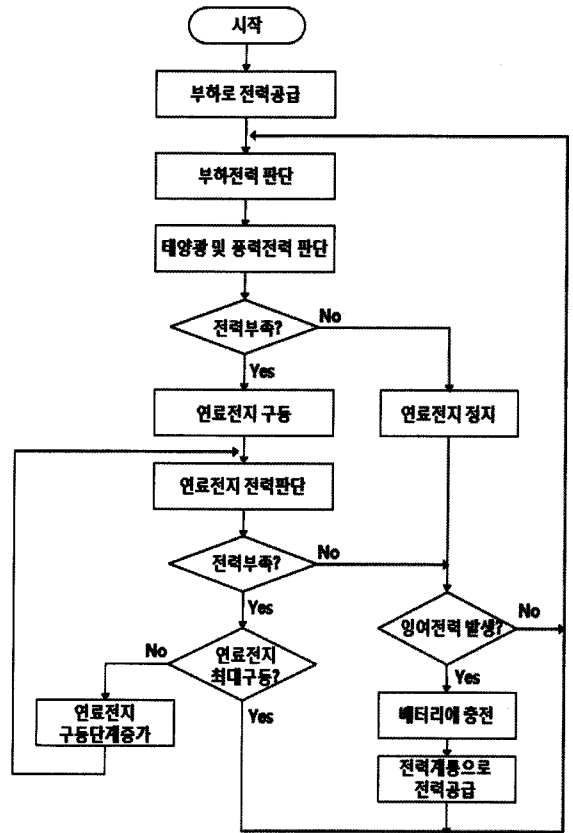 시작
부하로 전력공급
부하전력 판단
태양광 및 풍력전력 판단
전력부족?
No
Yes
연료전지 구동
연료전지 정지
연료전지 전력판단
전력부족?
No
Yes
잉여전력 발생?
No
Yes
연료전지
최대구동?
No
Yes
연료전지
구동단계증가
배터리에 충전
전력계통으로
전력공급